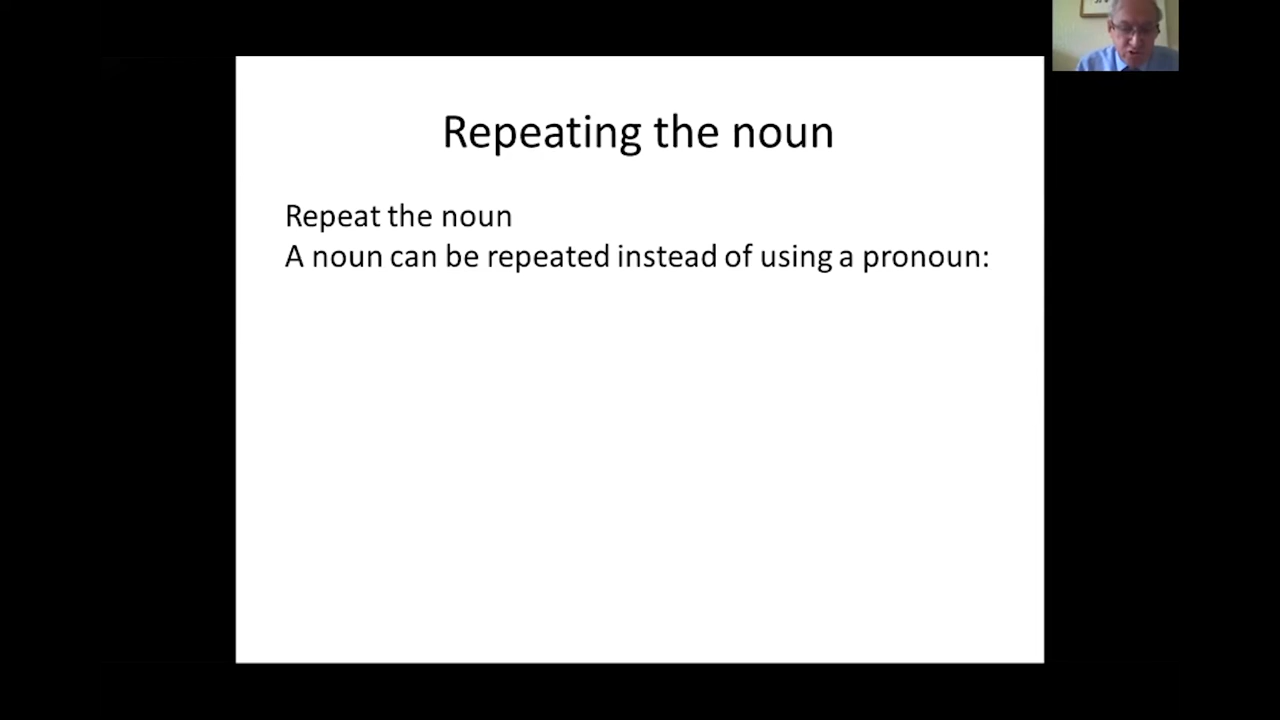 Repeating the noun
Repeat the noun
A noun can be repeated instead of using a pronoun: